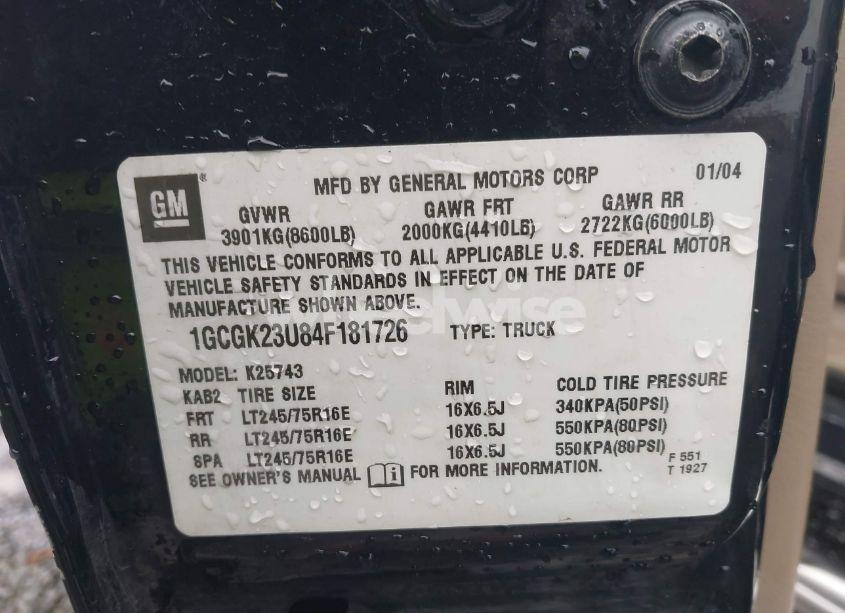 GM ® MFD BY GENERAL MOTORS CORP 01/04
GVWR GAWR FRT GAWR RR
3901KG(8600LB) 2000KG(4410LB) 2722KG(6000LB)
THIS VEHICLE CONFORMS TO ALL APPLICABLE U.S. FEDERAL MOTOR
VEHICLE SAFETY STANDARDS IN EFFECT ON THE DATE OF
MANUFACTURE SHOWN ABOVE.
1GCGK23U84F181726 TYPE: TRUCK
MODEL: K25743
KAB2 TIRE SIZE RIM COLD TIRE PRESSURE
FRT LT245/75R16E 16X6.5J 340KPA(50PSI)
RR LT245/75R16E 16X6.5J 550KPA(80PSI)
SPA LT245/75R16E 16X6.5J 550KPA(80PSI)
SEE OWNER'S MANUAL i FOR MORE INFORMATION.
F 551
T 1927